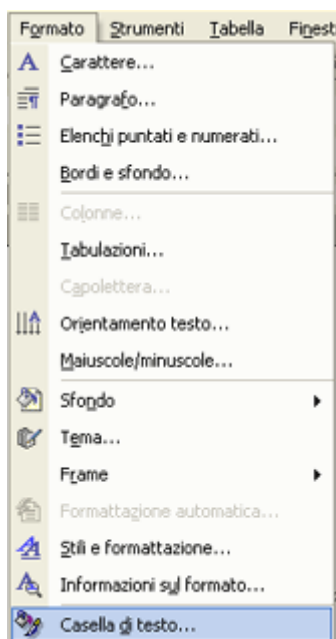 Formato Strumenti Tabella Finest
Carattere...
Paragrafo...
Elenchi puntati e numerati...
Bordi e sfondo...
Colonne...
Tabulazioni...
Capolettera...
Orientamento testo...
Maiuscole/minuscole...
Sfondo
Tema...
Frame
Formattazione automatica...
Stili e formattazione...
Informazioni sul formato...
Casella di testo...